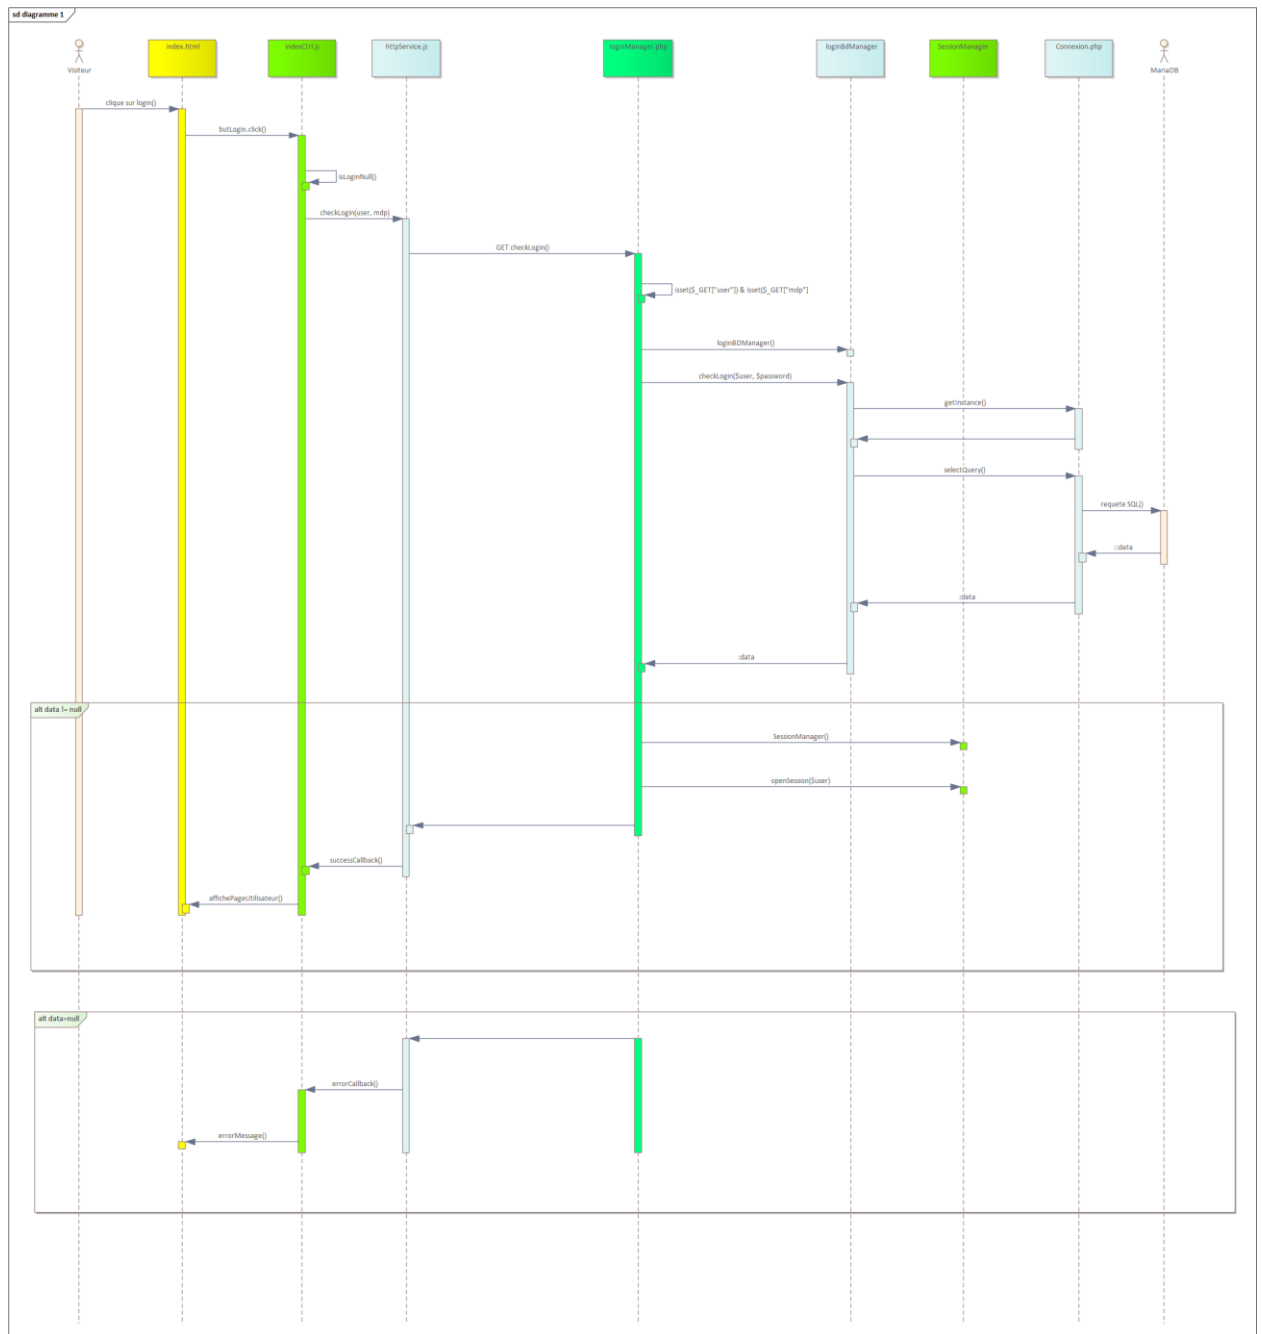 sd diagramme 1
Visiteur
index.html
indexCtrl.js
httpService.js
loginManager.php
loginBdManager
SessionManager
Connexion.php
MariaDB
clique sur login()
butLogin.click()
isLoginNull()
checkLogin(user, mdp)
GET checkLogin()
isset($_GET["user"]) & isset($_GET["mdp"]
loginBDManager()
checkLogin($user, $password)
getInstance()
selectQuery()
requete SQL()
::data
:data
:data
alt data != null
SessionManager()
openSession($user)
successCallback()
affichePageUtilisateur()
alt data=null
errorCallback()
errorMessage()